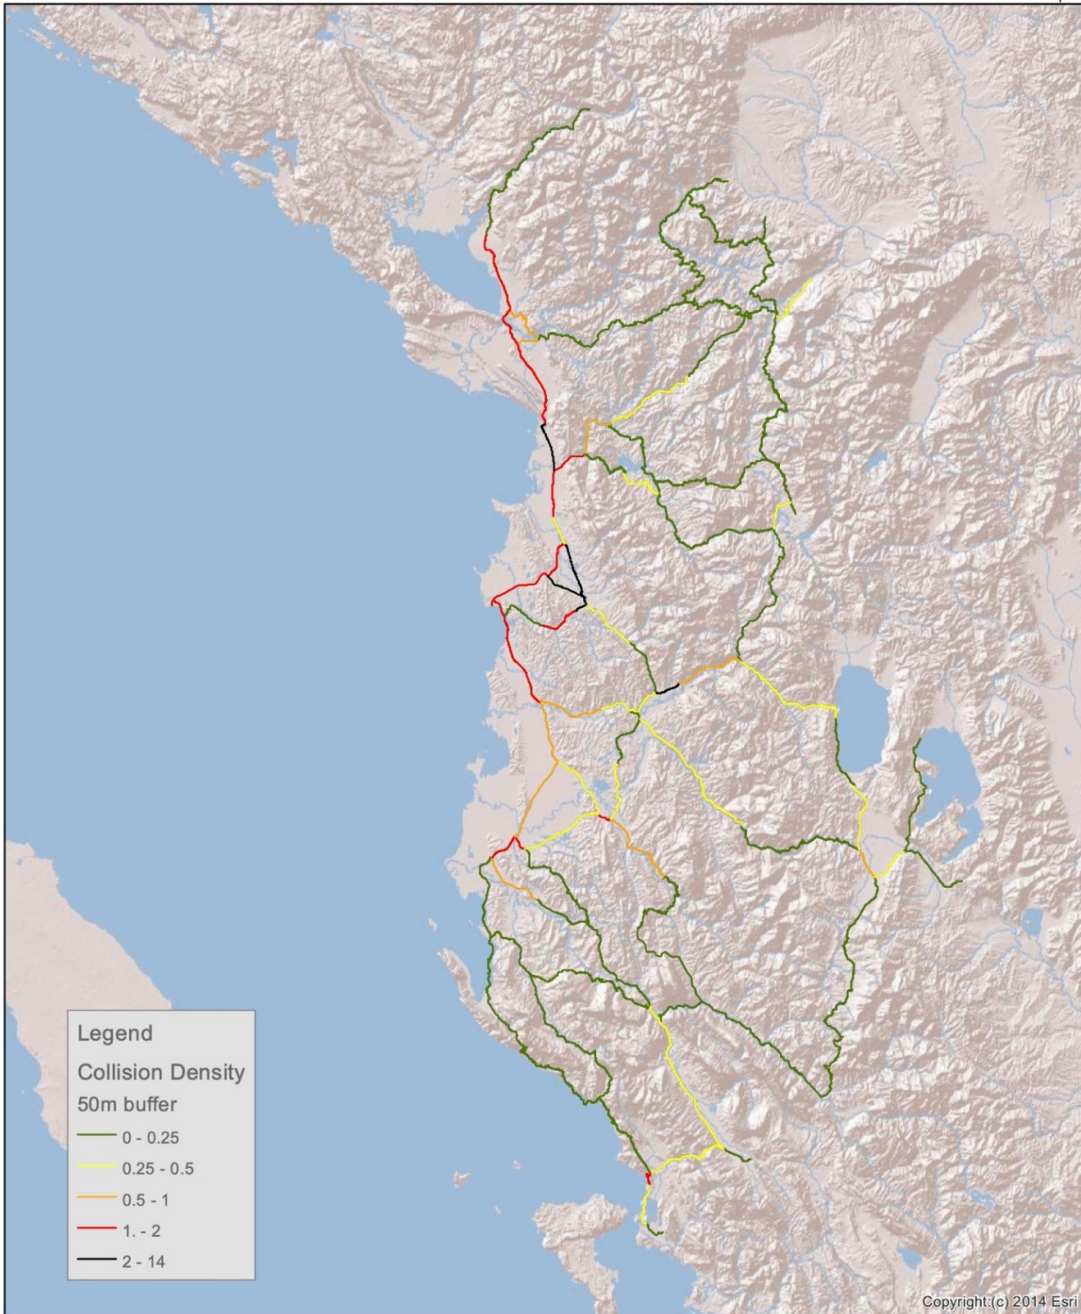 Legend
Collision Density
50m buffer
0 - 0.25
0.25 - 0.5
0.5 - 1
1. - 2
2 - 14
Copyright:(c) 2014 Esri